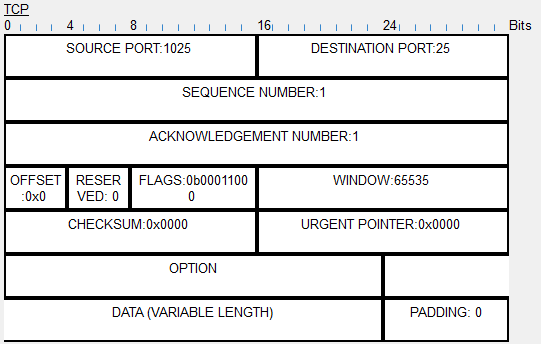 TCP
0 4 8 16 24 Bits
SOURCE PORT:1025 DESTINATION PORT:25
SEQUENCE NUMBER:1
ACKNOWLEDGEMENT NUMBER:1
OFFSET RESER FLAGS:0b0001100 WINDOW:65535
:0x0 VED: 0 0
CHECKSUM:0x0000 URGENT POINTER:0x0000
OPTION
DATA (VARIABLE LENGTH) PADDING: 0